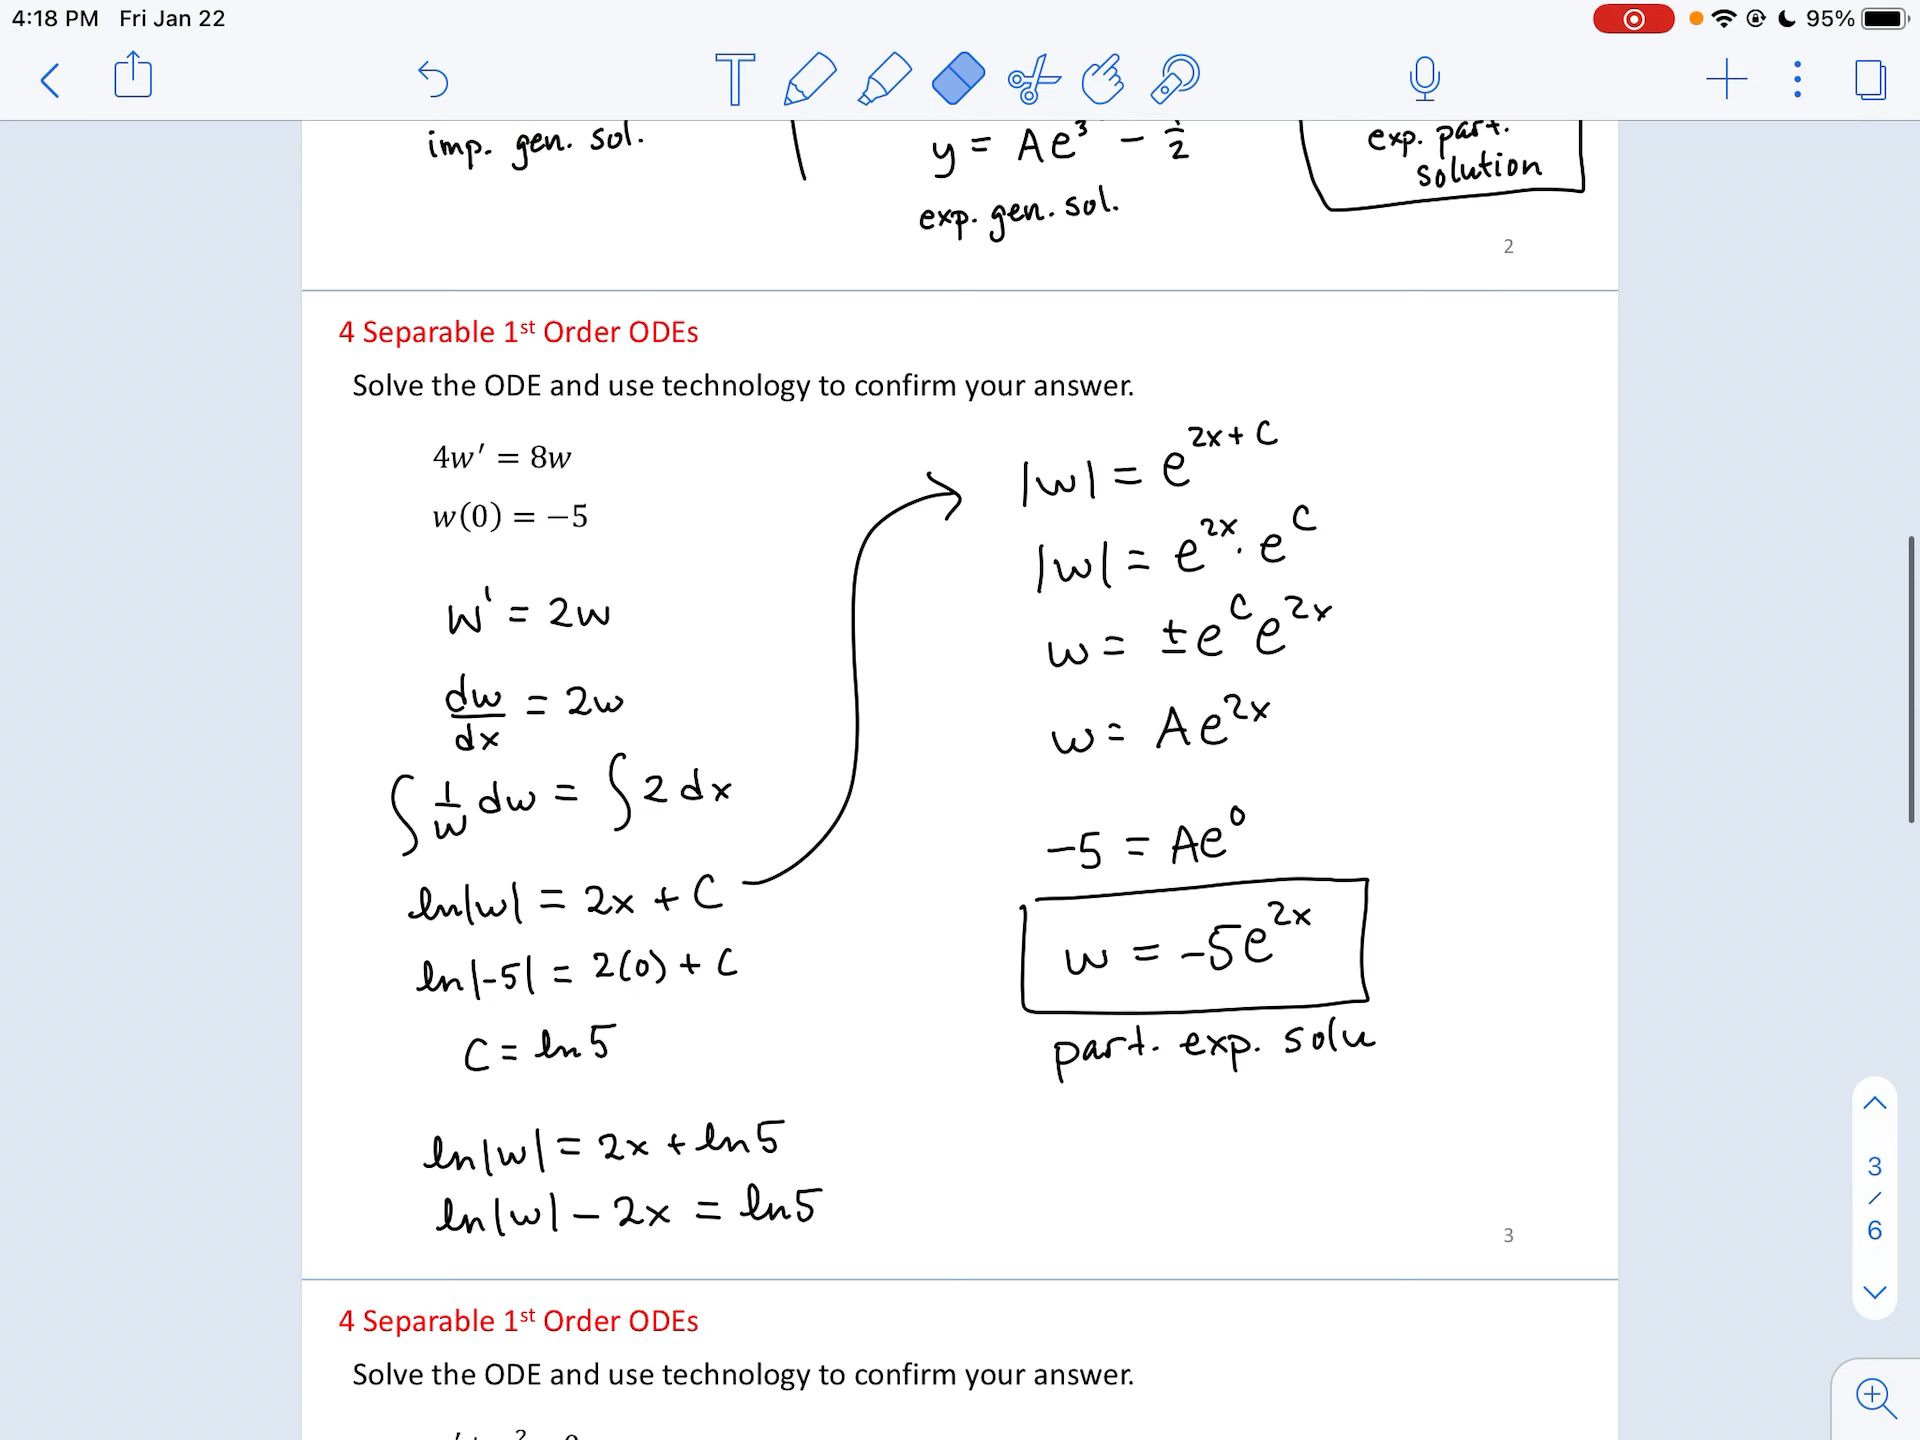 4:18 PM Fri Jan 22
95%
imp. gen. sol.
y = Ae³ - 1/2
exp. gen. sol.
exp. part.
solution
2
4 Separable 1st Order ODEs
Solve the ODE and use technology to confirm your answer.
4w′ = 8w
w(0) = −5
w' = 2w
dw/dx = 2w
∫ 1/w dw = ∫ 2 dx
ln|w| = 2x + C
ln|-5| = 2(0) + C
C = ln 5
ln|w| = 2x + ln 5
ln|w| − 2x = ln 5
|w| = e^{2x + C}
|w| = e^{2x} · e^C
w = ± e^C e^{2x}
w = Ae^{2x}
-5 = Ae^0
w = -5e^{2x}
part. exp. soln
3
3
/
6
4 Separable 1st Order ODEs
Solve the ODE and use technology to confirm your answer.